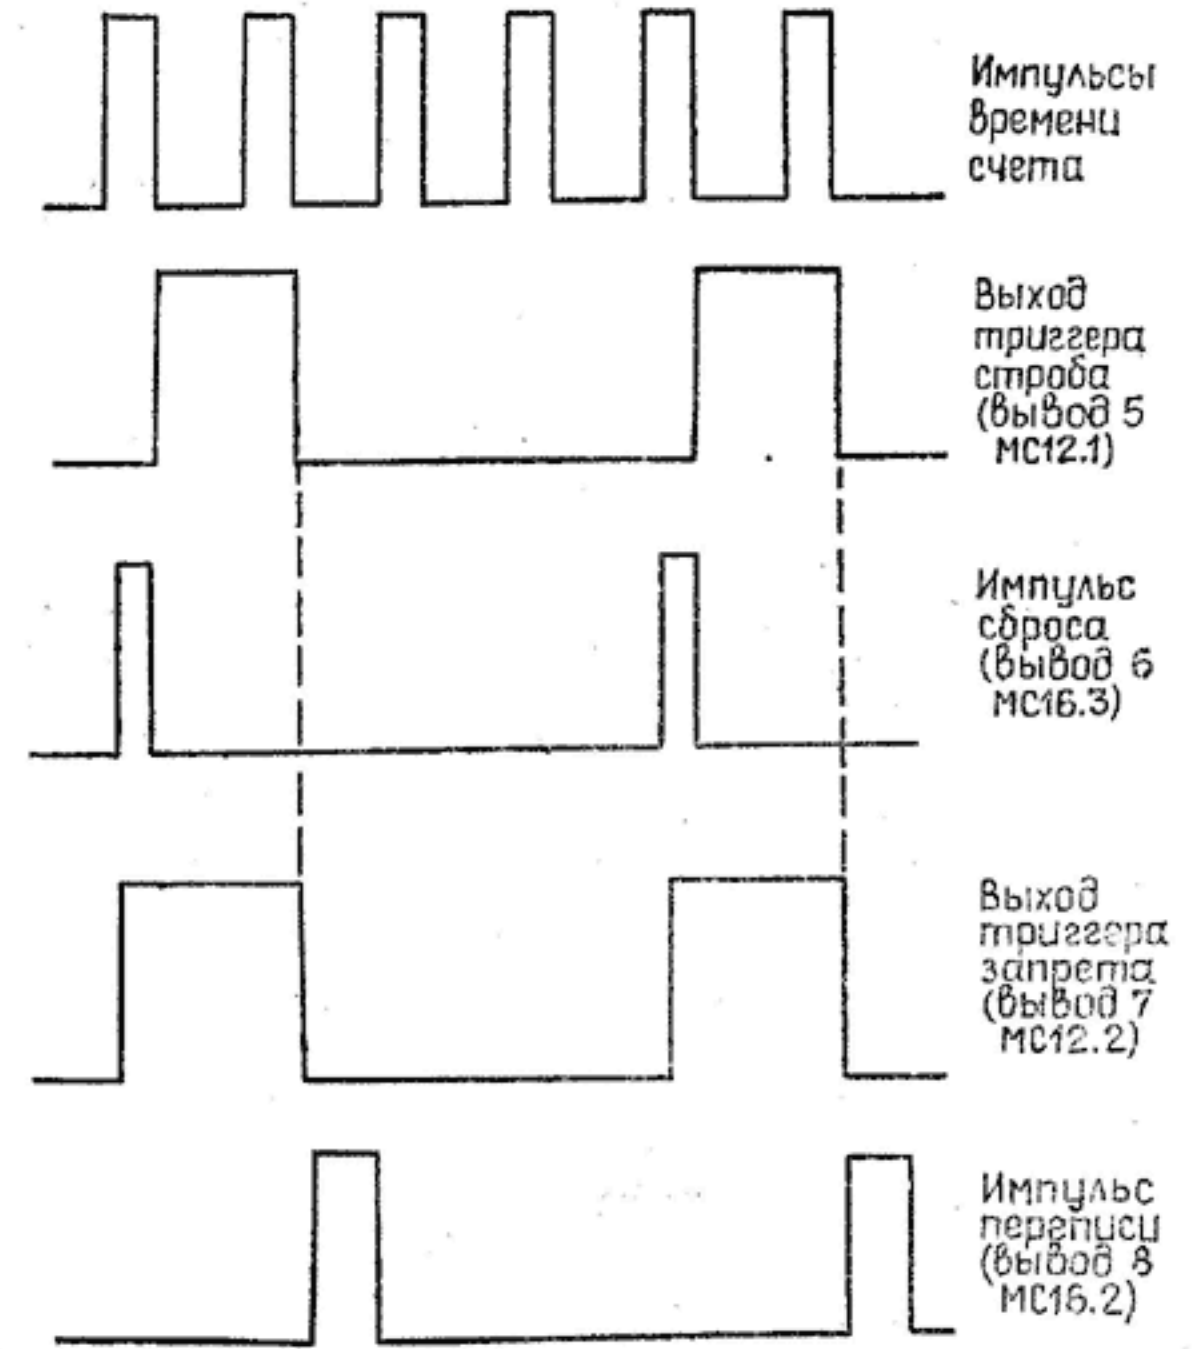 Импульсы
времени
счета
Выход
триггера
строба
(вывод 5
МС12.1)
Импульс
сброса
(вывод 6
МС16.3)
Выход
триггера
запрета
(вывод 7
МС12.2)
Импульс
переписи
(вывод 8
МС16.2)